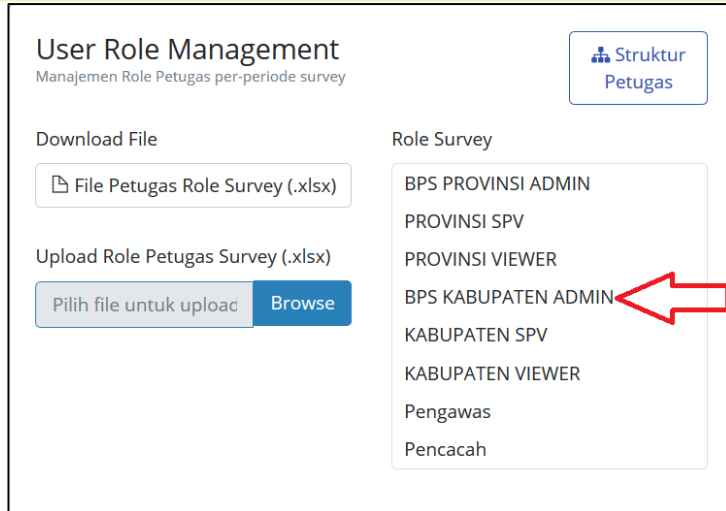 User Role Management
Manajemen Role Petugas per-periode survey
Struktur
Petugas
Download File
File Petugas Role Survey (.xlsx)
Upload Role Petugas Survey (.xlsx)
Pilih file untuk upload
Browse
Role Survey
BPS PROVINSI ADMIN
PROVINSI SPV
PROVINSI VIEWER
BPS KABUPATEN ADMIN
KABUPATEN SPV
KABUPATEN VIEWER
Pengawas
Pencacah